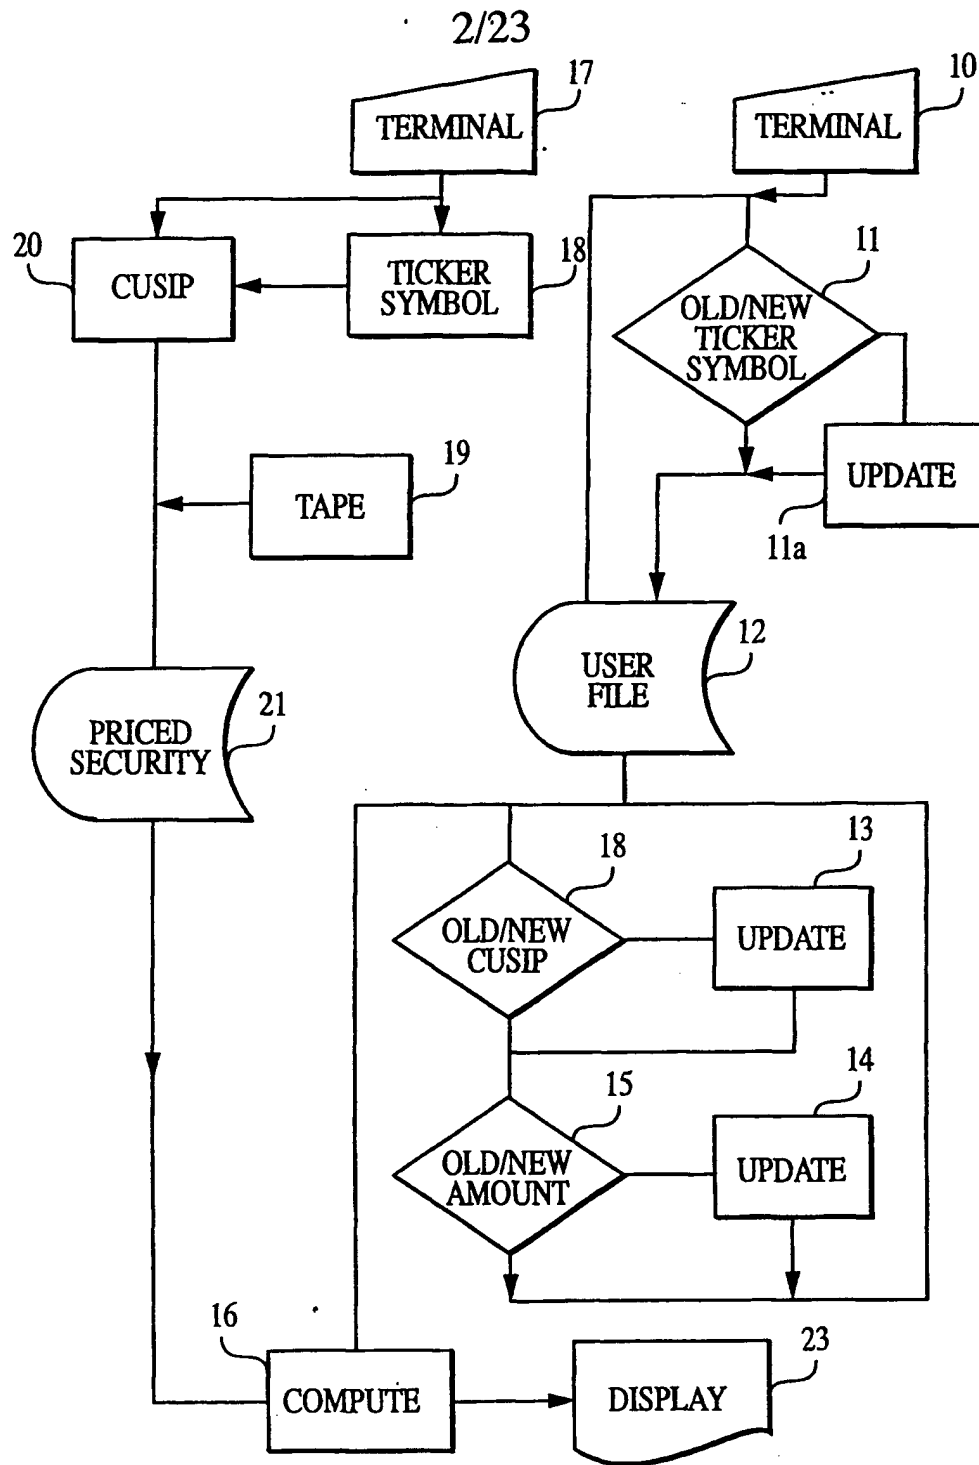 2/23
17
TERMINAL
10
TERMINAL
20
CUSIP
TICKER
SYMBOL
18
11
OLD/NEW
TICKER
SYMBOL
UPDATE
11a
19
TAPE
USER
FILE
12
PRICED
SECURITY
21
18
OLD/NEW
CUSIP
13
UPDATE
15
OLD/NEW
AMOUNT
14
UPDATE
16
COMPUTE
23
DISPLAY